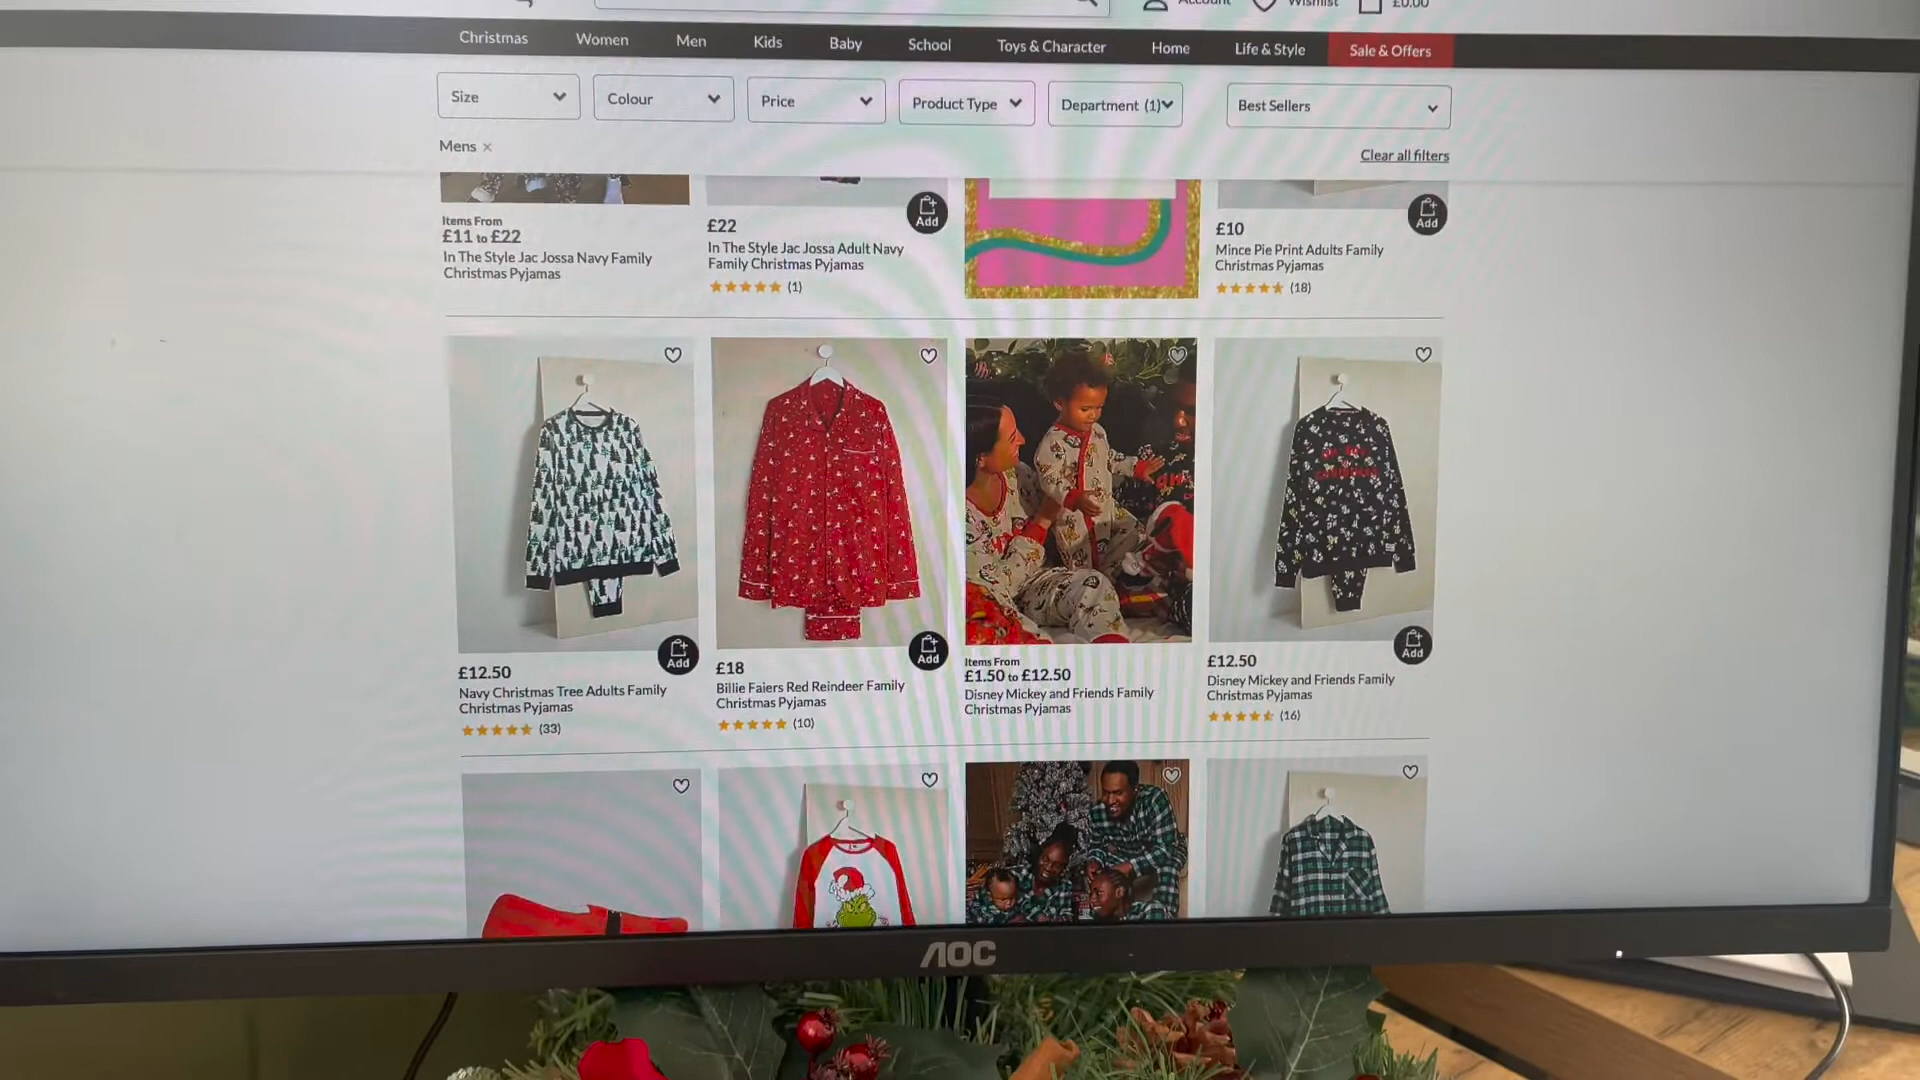 Account
Wishlist
£0.00
Christmas
Women
Men
Kids
Baby
School
Toys & Character
Home
Life & Style
Sale & Offers
Size
Colour
Price
Product Type
Department (1)
Best Sellers
Mens ×
Clear all filters
Items From
£11 to £22
In The Style Jac Jossa Navy Family
Christmas Pyjamas
Add
£22
In The Style Jac Jossa Adult Navy
Family Christmas Pyjamas
(1)
Add
£10
Mince Pie Print Adults Family
Christmas Pyjamas
(18)
Add
£12.50
Navy Christmas Tree Adults Family
Christmas Pyjamas
(33)
Add
£18
Billie Faiers Red Reindeer Family
Christmas Pyjamas
(10)
Items From
£1.50 to £12.50
Disney Mickey and Friends Family
Christmas Pyjamas
Add
£12.50
Disney Mickey and Friends Family
Christmas Pyjamas
(16)
AOC